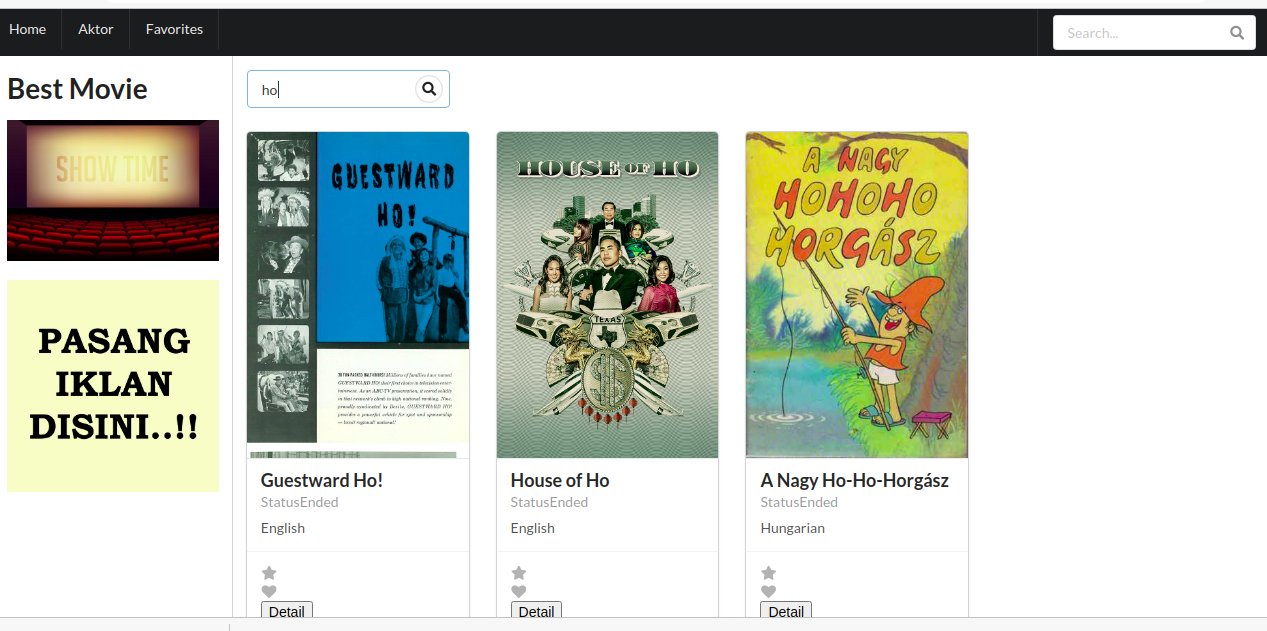 Home
Aktor
Favorites
Search...
Best Movie
SHOW TIME
PASANG
IKLAN
DISINI..!!
ho
GUESTWARD
HO!
HOUSE OF HO
TEXAS
$
A NAGY
HOHOHO
HORGÁSZ
Guestward Ho!
StatusEnded
English
Detail
House of Ho
StatusEnded
English
Detail
A Nagy Ho-Ho-Horgász
StatusEnded
Hungarian
Detail